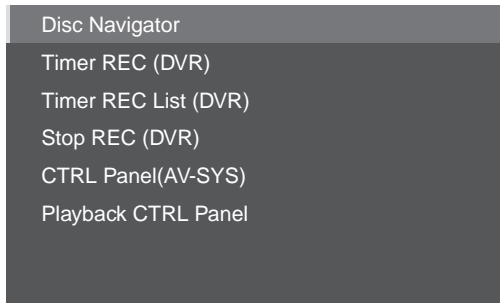 Disc Navigator
Timer REC (DVR)
Timer REC List (DVR)
Stop REC (DVR)
CTRL Panel(AV-SYS)
Playback CTRL Panel